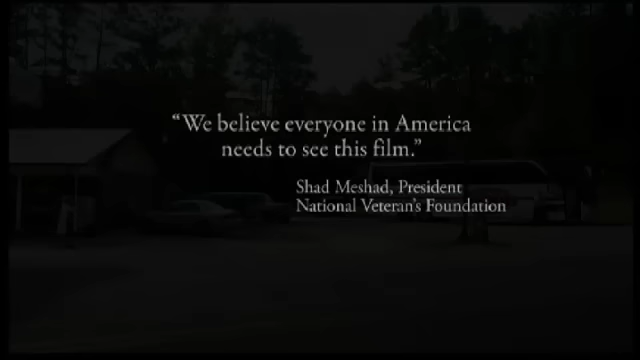 “We believe everyone in America
needs to see this film.”
Shad Meshad, President
National Veteran's Foundation